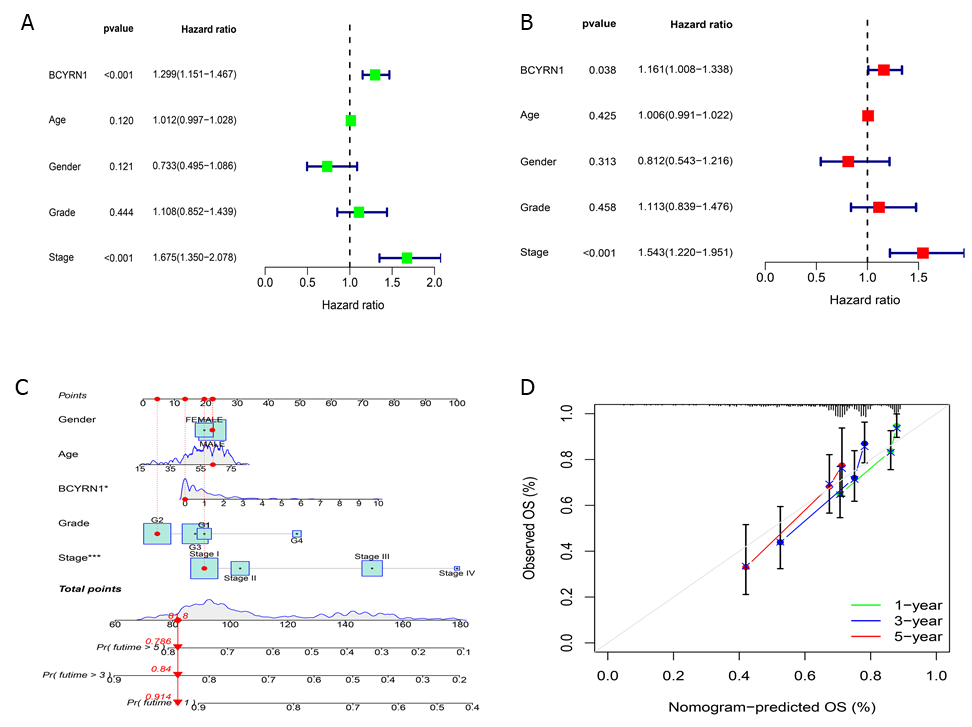 A
pvalue Hazard ratio
BCYRN1 <0.001 1.299(1.151−1.467)
Age 0.120 1.012(0.997−1.028)
Gender 0.121 0.733(0.495−1.086)
Grade 0.444 1.108(0.852−1.439)
Stage <0.001 1.675(1.350−2.078)
0.0 0.5 1.0 1.5 2.0
Hazard ratio
B
pvalue Hazard ratio
BCYRN1 0.038 1.161(1.008−1.338)
Age 0.425 1.006(0.991−1.022)
Gender 0.313 0.812(0.543−1.216)
Grade 0.458 1.113(0.839−1.476)
Stage <0.001 1.543(1.220−1.951)
0.0 0.5 1.0 1.5
Hazard ratio
C
Points
0 10 20 30 40 50 60 70 80 90 100
Gender
FEMALE
MALE
Age
15 35 55 75
BCYRN1*
0 1 2 3 4 5 6 7 8 9 10
Grade
G2 G1
G3 G4
Stage***
Stage I Stage III
Stage II Stage IV
Total points
60 100 120 140 160 180
0.786
Pr( futime > 5 )
0.8 0.7 0.6 0.5 0.4 0.3 0.2 0.1
0.84
Pr( futime > 3 )
0.9 0.8 0.7 0.6 0.5 0.4 0.3 0.2
0.914
Pr( futime 1 )
0.9 0.8 0.7 0.6 0.5 0.4
D
Observed OS (%)
0.0 0.2 0.4 0.6 0.8 1.0
1−year
3−year
5−year
0.0 0.2 0.4 0.6 0.8 1.0
Nomogram−predicted OS (%)